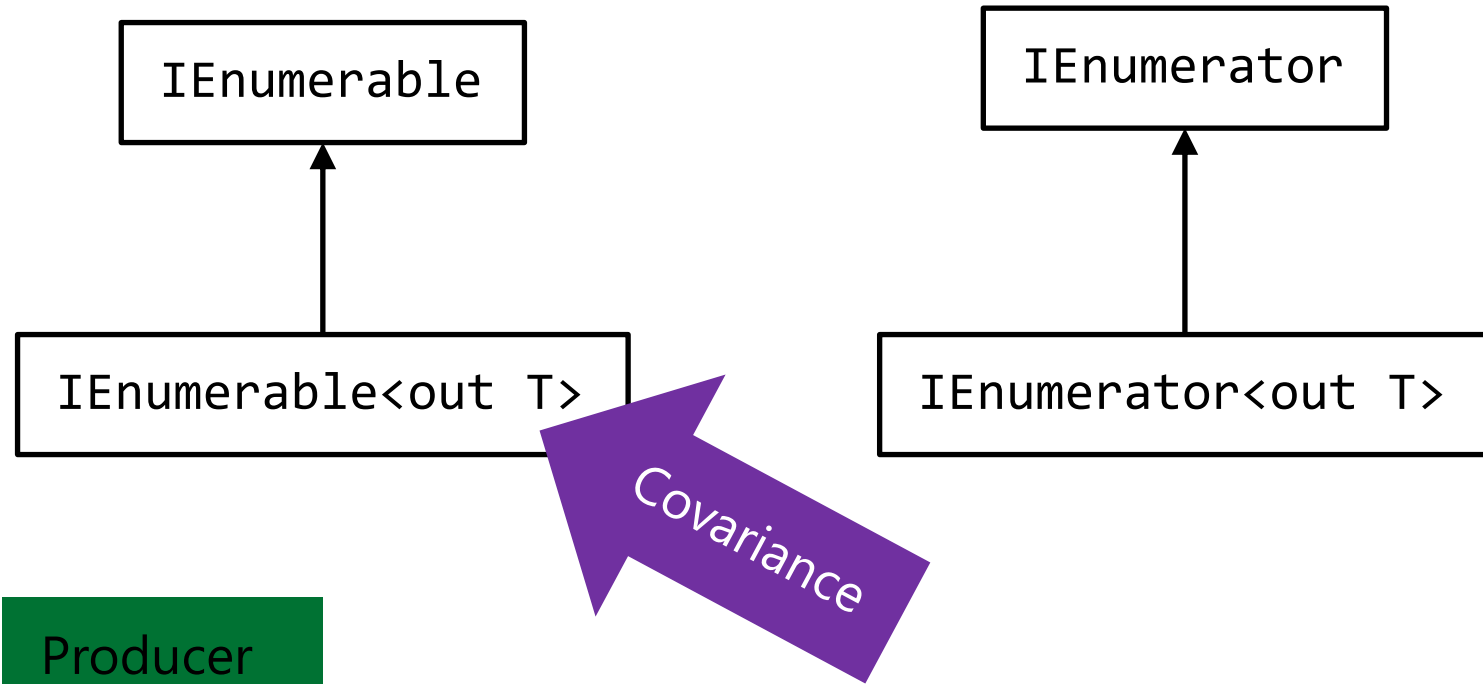 IEnumerable
IEnumerator
IEnumerable<out T>
IEnumerator<out T>
Covariance
Producer